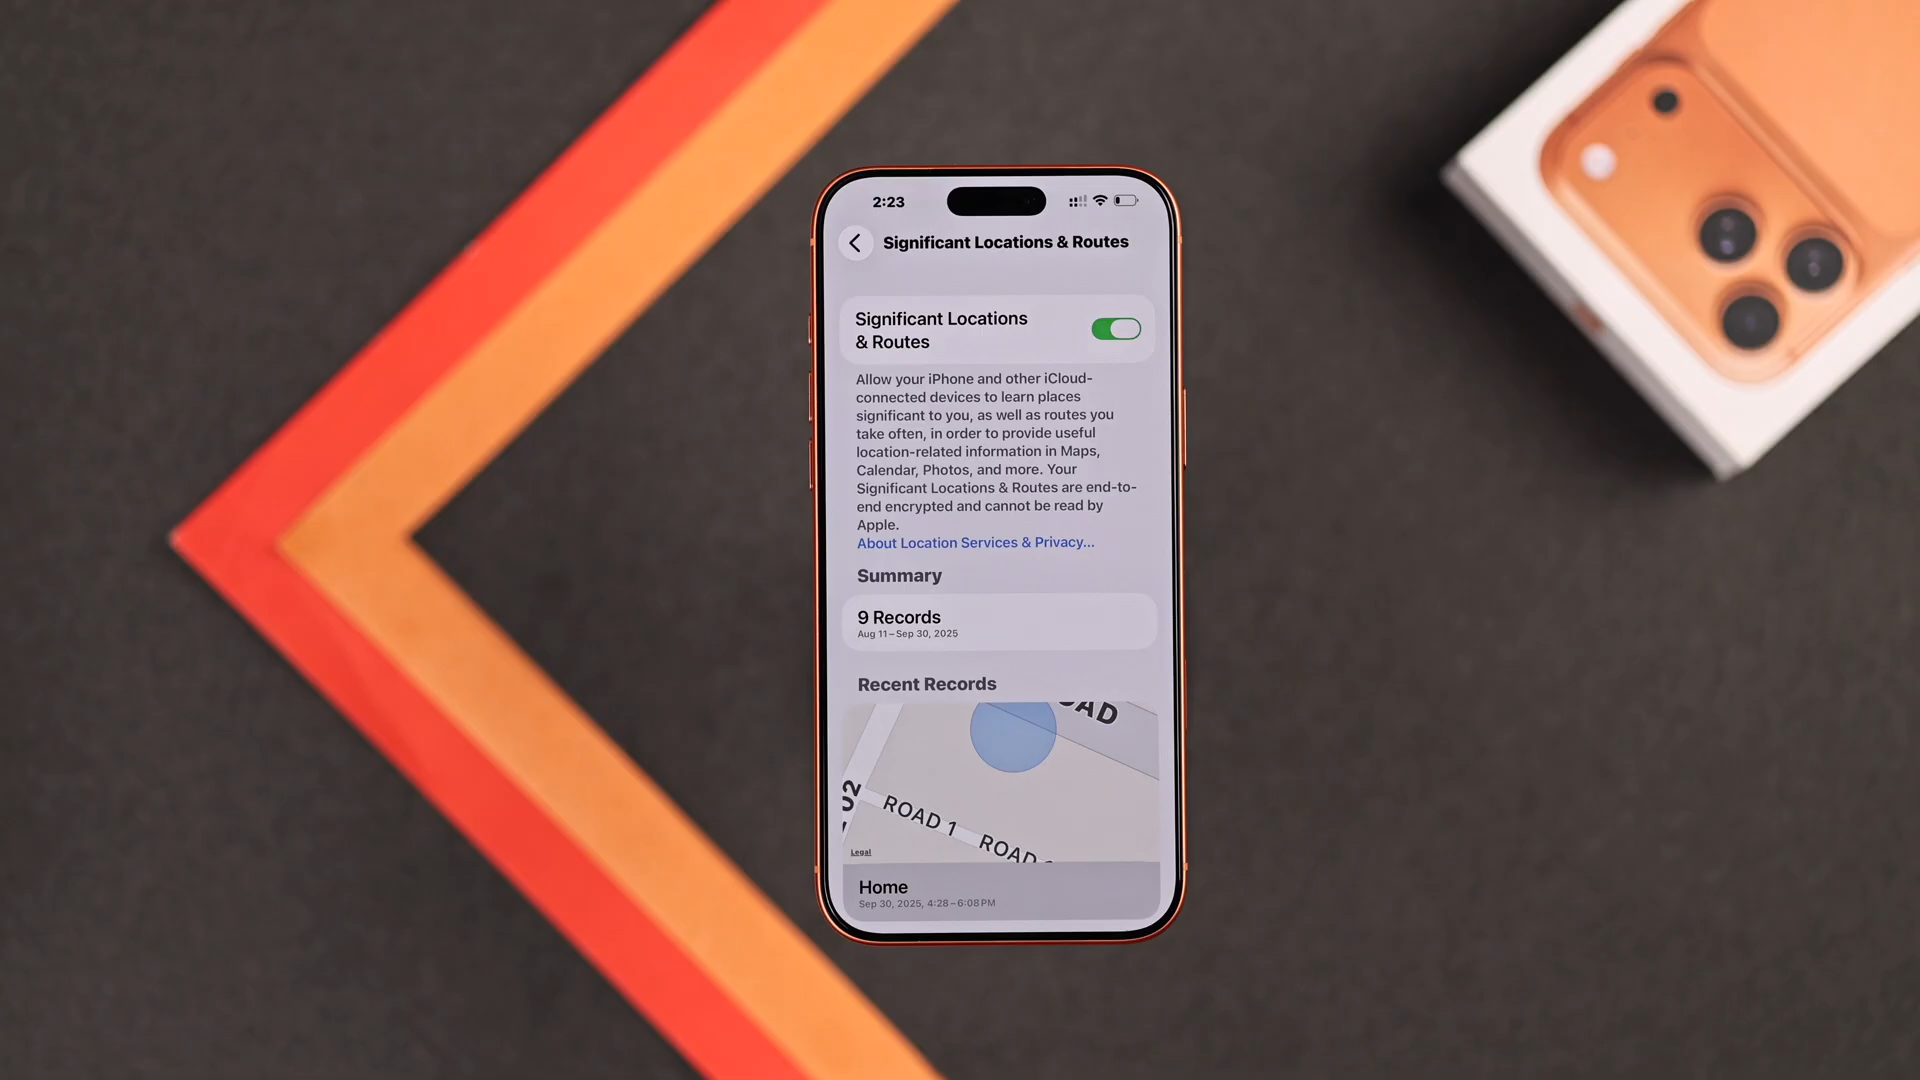 2:23
Significant Locations & Routes
Significant Locations
& Routes
Allow your iPhone and other iCloud-
connected devices to learn places
significant to you, as well as routes you
take often, in order to provide useful
location-related information in Maps,
Calendar, Photos, and more. Your
Significant Locations & Routes are end-to-
end encrypted and cannot be read by
Apple.
About Location Services & Privacy...
Summary
9 Records
Aug 11–Sep 30, 2025
Recent Records
ROAD 1
ROAD
Legal
Home
Sep 30, 2025, 4:28–6:08 PM